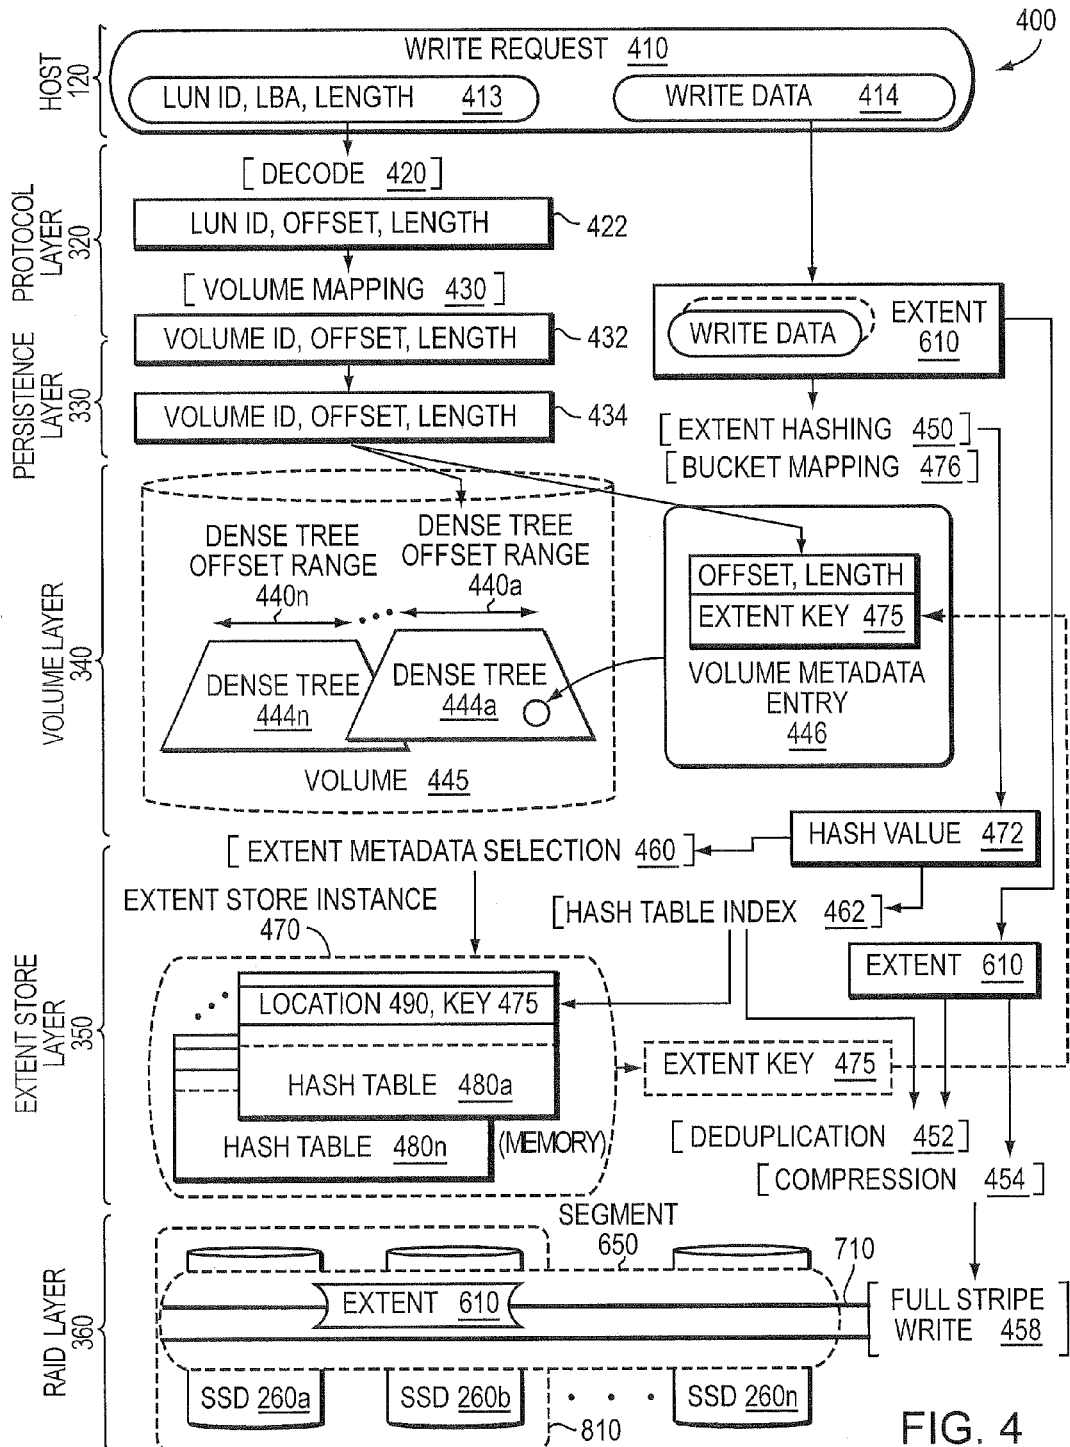 400
HOST
120
WRITE REQUEST 410
LUN ID, LBA, LENGTH 413
WRITE DATA 414
PROTOCOL
LAYER
320
[DECODE 420]
LUN ID, OFFSET, LENGTH
422
[VOLUME MAPPING 430]
VOLUME ID, OFFSET, LENGTH
432
WRITE DATA
EXTENT
610
PERSISTENCE
LAYER
330
VOLUME ID, OFFSET, LENGTH
434
[EXTENT HASHING 450]
[BUCKET MAPPING 476]
VOLUME LAYER
340
DENSE TREE
OFFSET RANGE
440n
DENSE TREE
OFFSET RANGE
440a
DENSE TREE
444n
DENSE TREE
444a
VOLUME 445
OFFSET, LENGTH
EXTENT KEY 475
VOLUME METADATA
ENTRY
446
HASH VALUE 472
EXTENT STORE
LAYER
350
[EXTENT METADATA SELECTION 460]
[HASH TABLE INDEX 462]
EXTENT STORE INSTANCE
470
EXTENT 610
LOCATION 490, KEY 475
HASH TABLE 480a
HASH TABLE 480n
(MEMORY)
EXTENT KEY 475
[DEDUPLICATION 452]
[COMPRESSION 454]
RAID LAYER
360
SEGMENT
650
710
EXTENT 610
[FULL STRIPE
WRITE 458]
SSD 260a
SSD 260b
SSD 260n
810
FIG. 4